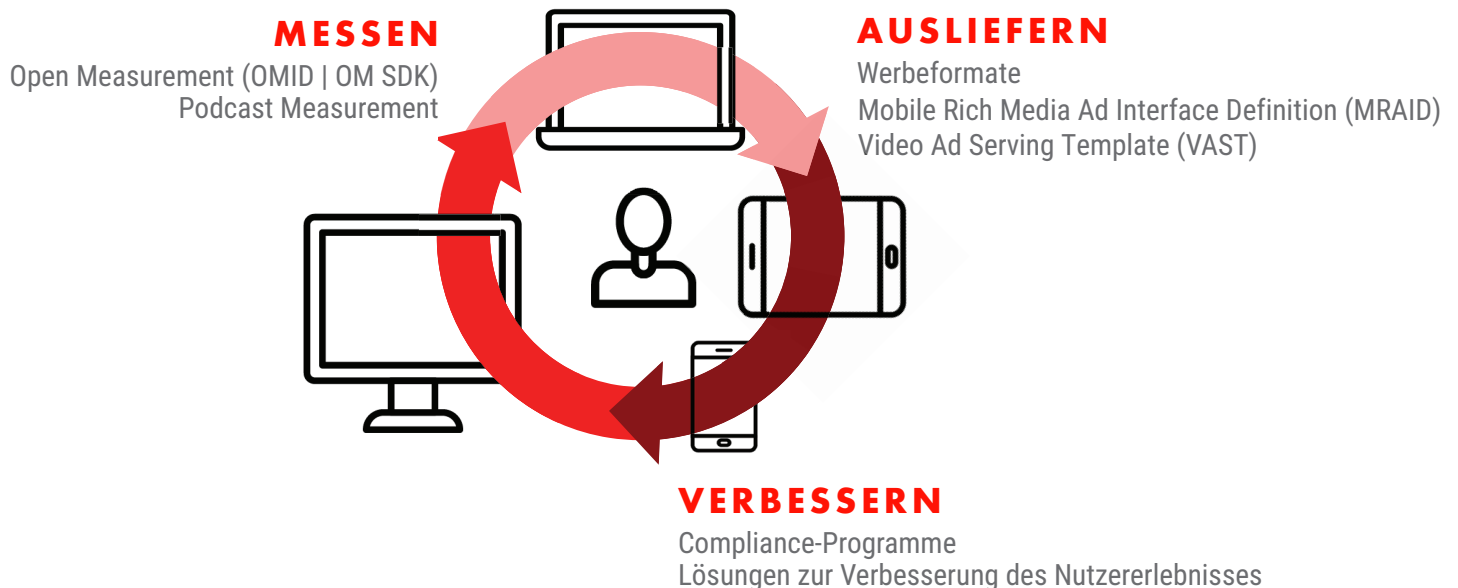 MESSEN
Open Measurement (OMID | OM SDK)
Podcast Measurement
AUSLIEFERN
Werbeformate
Mobile Rich Media Ad Interface Definition (MRAID)
Video Ad Serving Template (VAST)
VERBESSERN
Compliance-Programme
Lösungen zur Verbesserung des Nutzererlebnisses